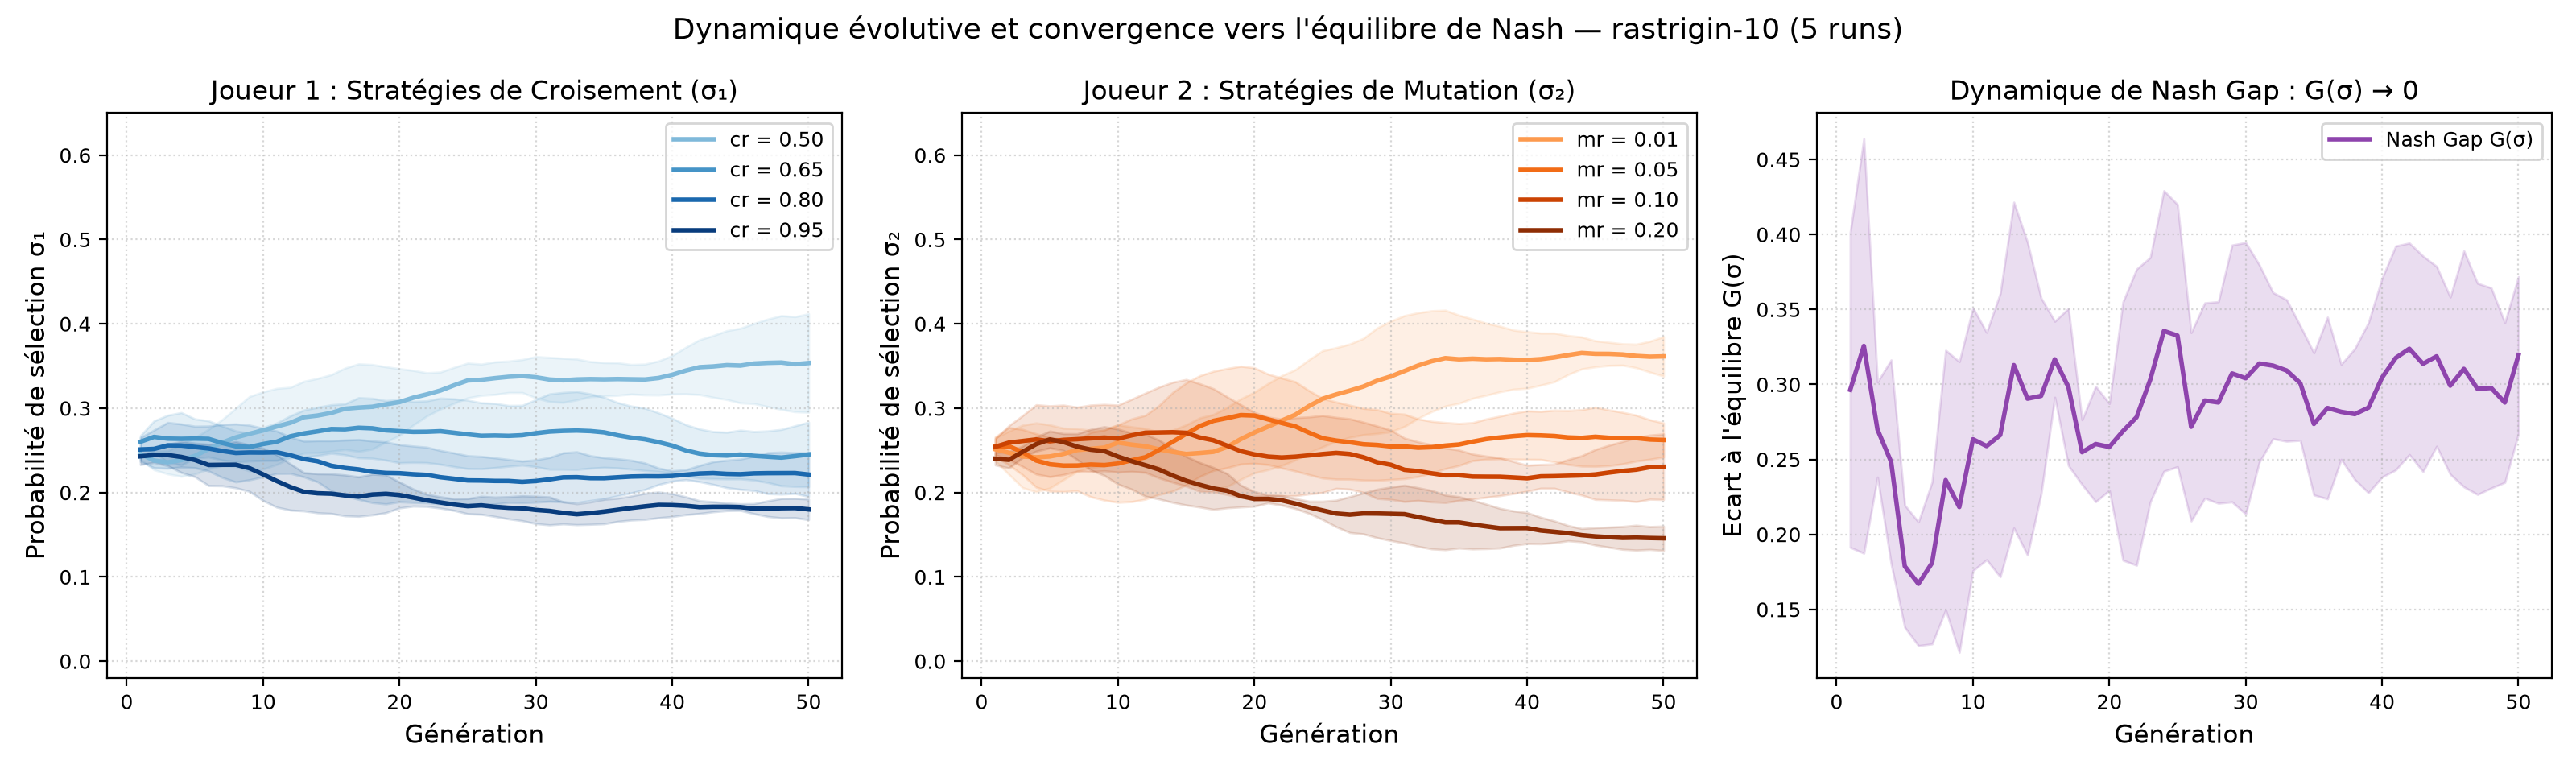 Dynamique évolutive et convergence vers l'équilibre de Nash — rastrigin-10 (5 runs)
Joueur 1 : Stratégies de Croisement (σ₁)
Probabilité de sélection σ₁
0.6
0.5
0.4
0.3
0.2
0.1
0.0
cr = 0.50
cr = 0.65
cr = 0.80
cr = 0.95
0 10 20 30 40 50
Génération
Joueur 2 : Stratégies de Mutation (σ₂)
Probabilité de sélection σ₂
0.6
0.5
0.4
0.3
0.2
0.1
0.0
mr = 0.01
mr = 0.05
mr = 0.10
mr = 0.20
0 10 20 30 40 50
Génération
Dynamique de Nash Gap : G(σ) → 0
Ecart à l'équilibre G(σ)
0.45
0.40
0.35
0.30
0.25
0.20
0.15
Nash Gap G(σ)
0 10 20 30 40 50
Génération